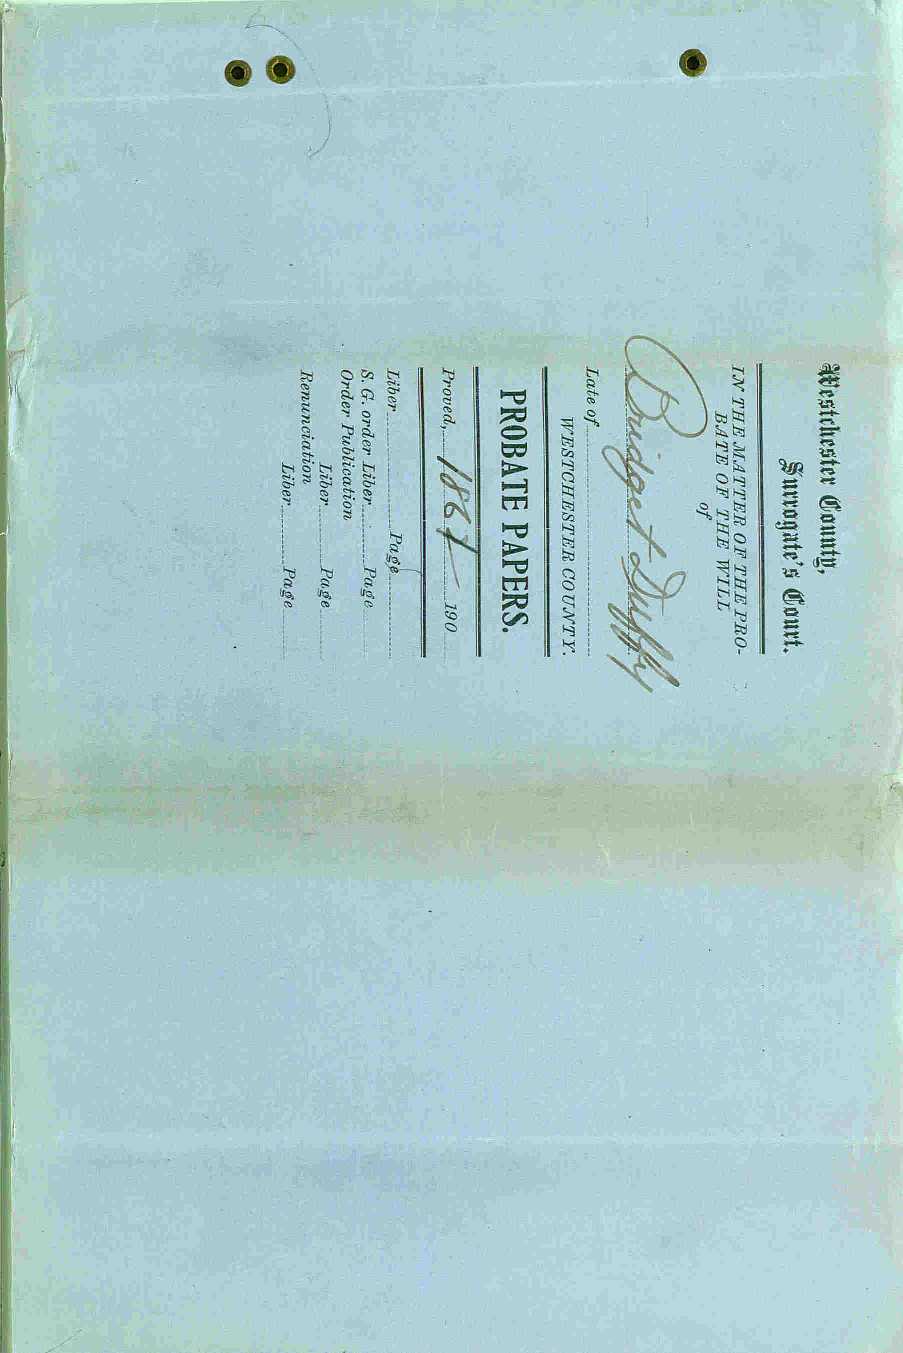 Westchester County,
Surrogate's Court.
IN THE MATTER OF THE PRO-
BATE OF THE WILL
of
Bridget Duffy
Late of
WESTCHESTER COUNTY.
PROBATE PAPERS.
Proved, 1867 190
Liber Page
S. G. order Liber Page
Order Publication
Liber Page
Renunciation
Liber Page